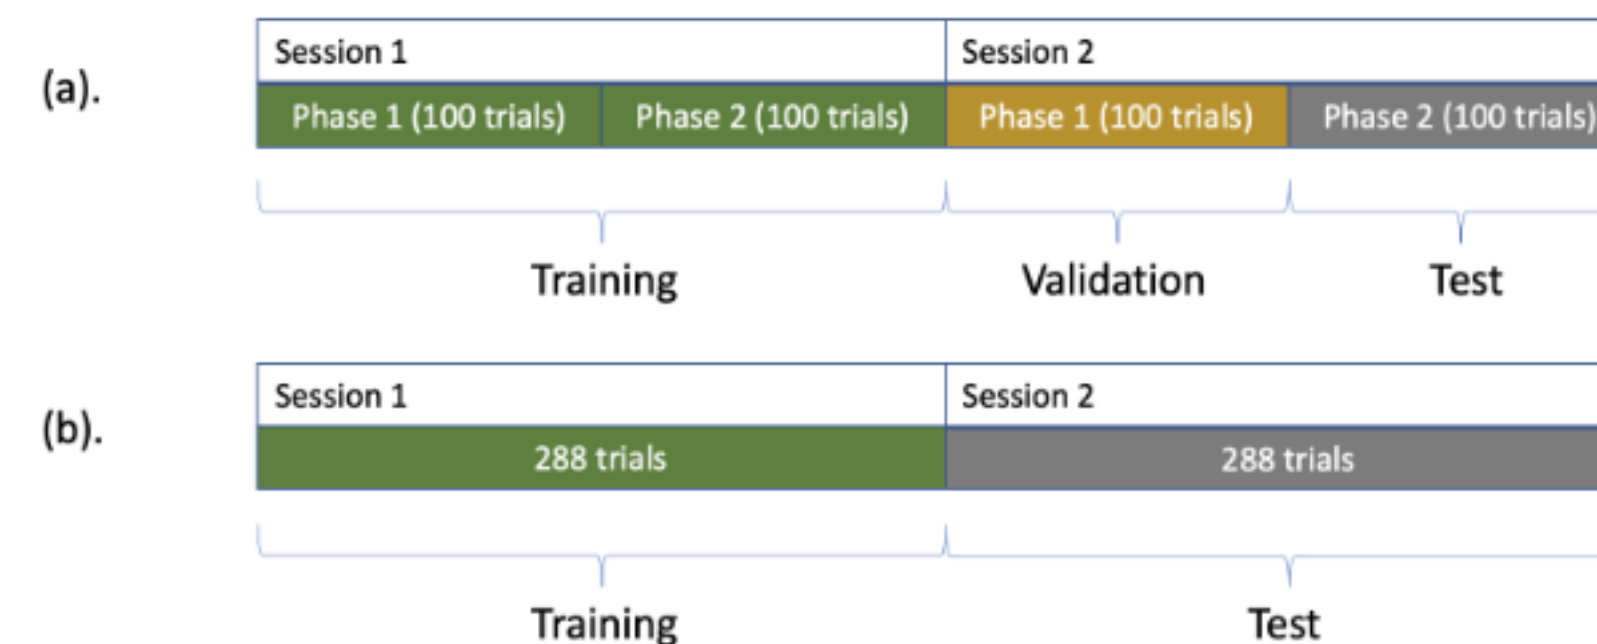 (a).
Session 1 Session 2
Phase 1 (100 trials) Phase 2 (100 trials) Phase 1 (100 trials) Phase 2 (100 trials)
Training Validation Test
(b).
Session 1 Session 2
288 trials 288 trials
Training Test